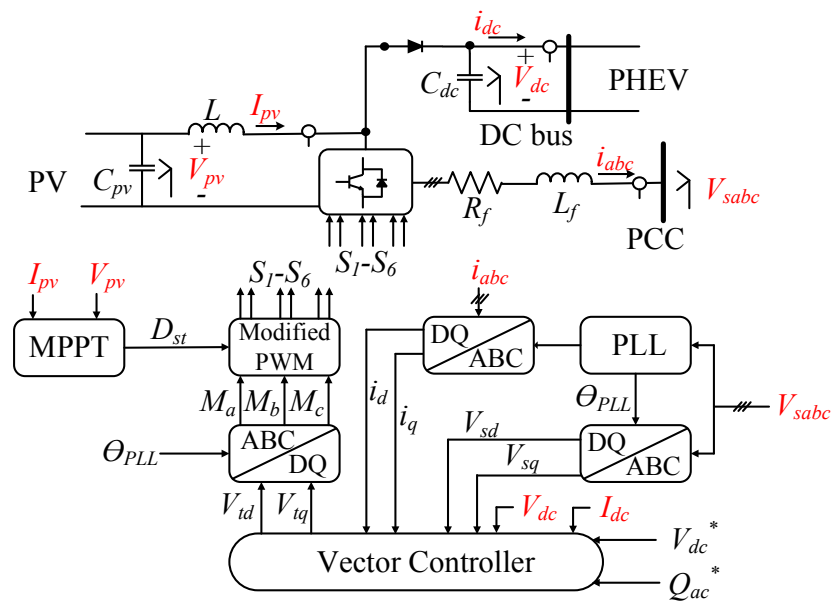 i_dc
+
V_dc
-
C_dc
PHEV
DC bus
L
I_pv
PV
C_pv
+
V_pv
-
R_f
L_f
i_abc
V_sabc
PCC
S_1-S_6
I_pv
V_pv
MPPT
D_st
S_1-S_6
Modified
PWM
M_a
M_b
M_c
ABC
DQ
Ɵ_PLL
V_td
V_tq
i_abc
DQ
ABC
i_d
i_q
PLL
Ɵ_PLL
V_sabc
DQ
ABC
V_sd
V_sq
V_dc
I_dc
Vector Controller
V_dc^*
Q_ac^*